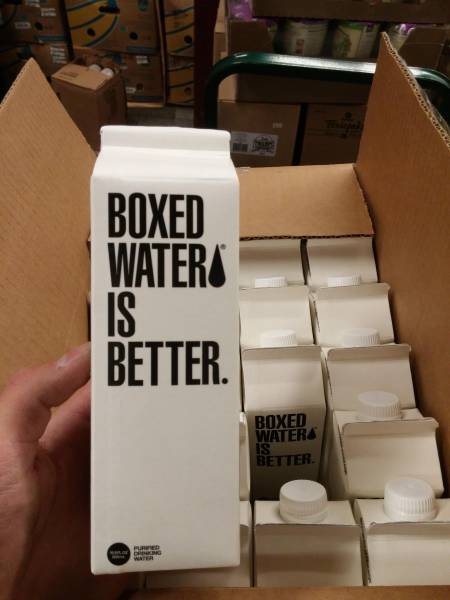 BOXED
WATER®
IS
BETTER.
PURIFIED
DRINKING
WATER
BOXED
WATER
IS
BETTER.